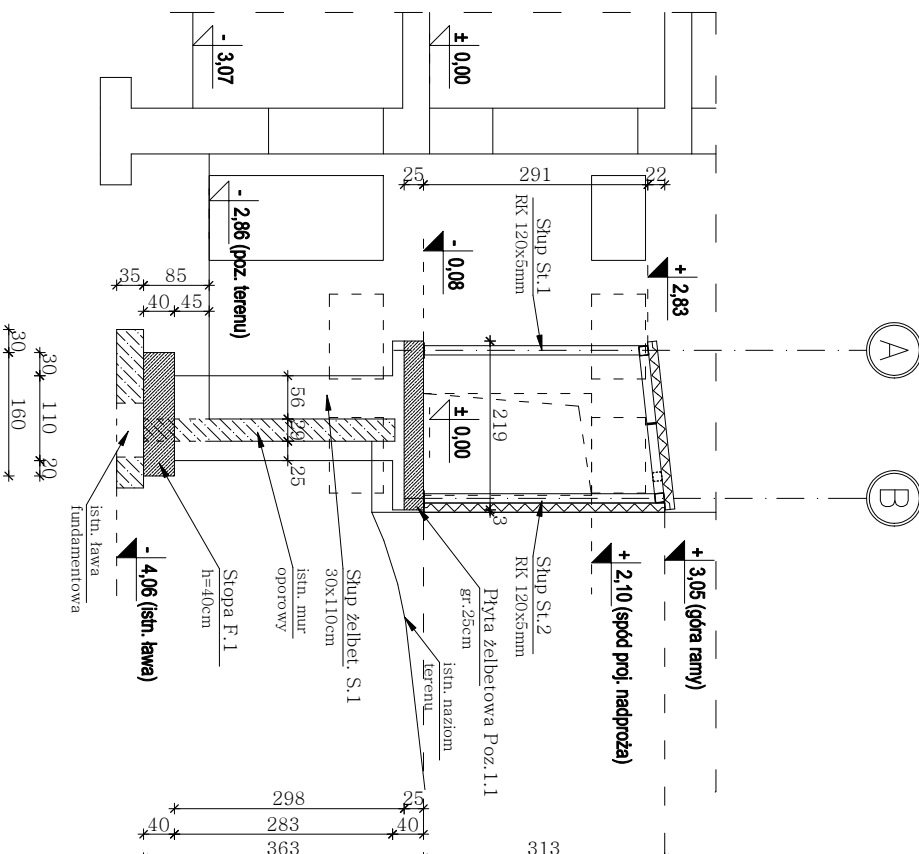 A
B
- 3,07
± 0,00
25
291
22
- 2,86 (poz. terenu)
Słup St.1
RK 120x5mm
- 0,08
+ 2,83
35
85
40
45
30
160
30
110
20
56
29
25
± 0,00
219
3
istn. ława
fundamentowa
- 4,06 (istn. ława)
Stopa F.1
h=40cm
istn. mur
oporowy
Słup żelbet. S.1
30x110cm
istn. naziom
terenu
Płyta żelbetowa Poz.1.1
gr.25cm
Słup St.2
RK 120x5mm
+ 2,10 (spód proj. nadproża)
+ 3,05 (góra ramy)
298
25
40
283
40
363
313